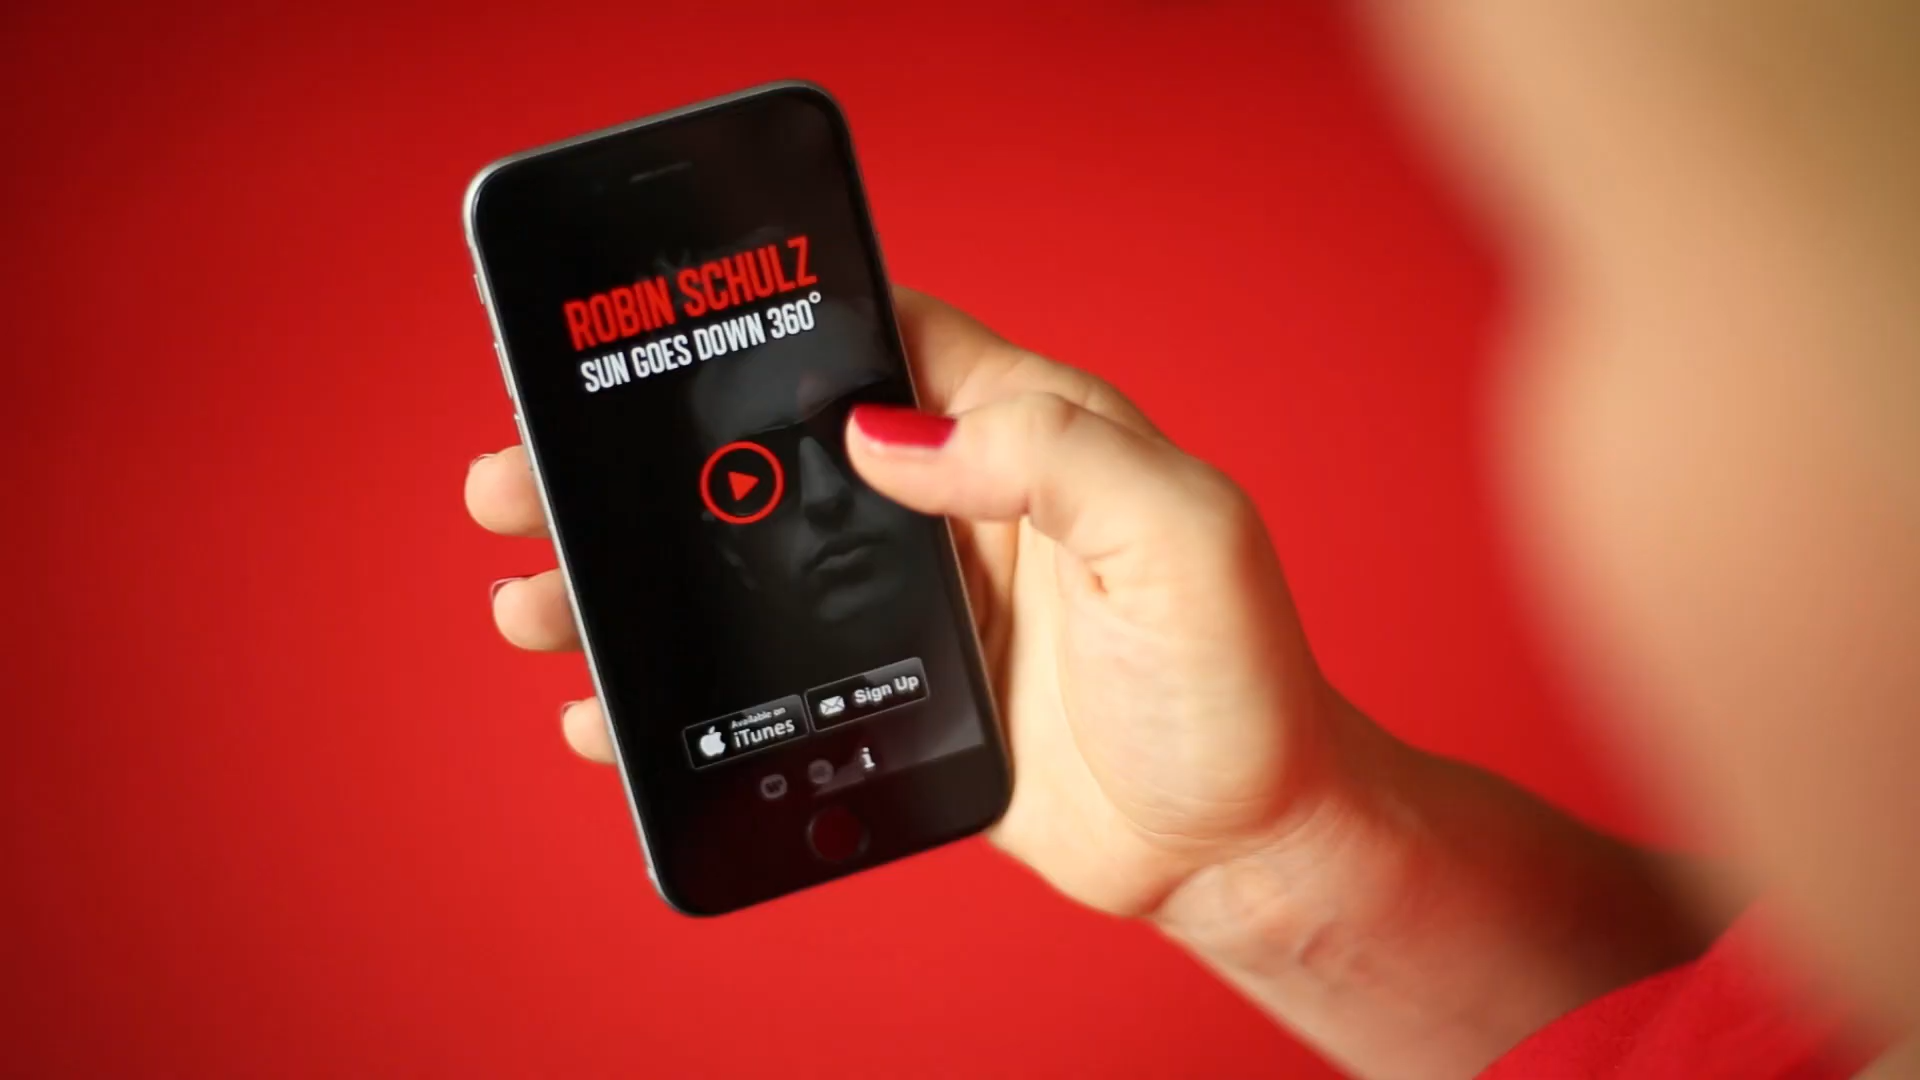 ROBIN SCHULZ
SUN GOES DOWN 360°
Available on
iTunes
Sign Up
i